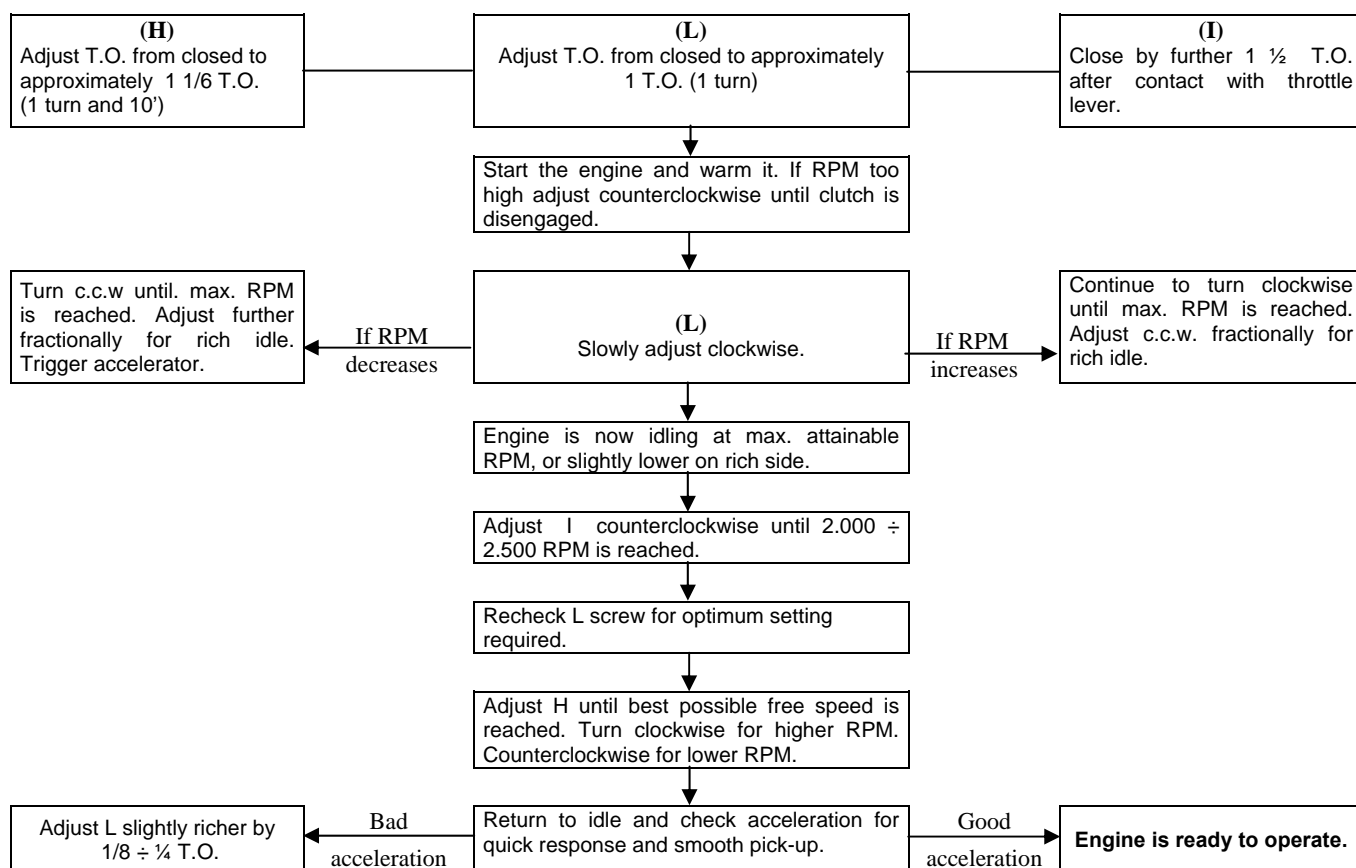 (H)
Adjust T.O. from closed to
approximately 1 1/6 T.O.
(1 turn and 10’)
(L)
Adjust T.O. from closed to approximately
1 T.O. (1 turn)
(I)
Close by further 1 ½ T.O.
after contact with throttle
lever.
Start the engine and warm it. If RPM too
high adjust counterclockwise until clutch is
disengaged.
Turn c.c.w until. max. RPM
is reached. Adjust further
fractionally for rich idle.
Trigger accelerator.
If RPM
decreases
(L)
Slowly adjust clockwise.
If RPM
increases
Continue to turn clockwise
until max. RPM is reached.
Adjust c.c.w. fractionally for
rich idle.
Engine is now idling at max. attainable
RPM, or slightly lower on rich side.
Adjust I counterclockwise until 2.000 ÷
2.500 RPM is reached.
Recheck L screw for optimum setting
required.
Adjust H until best possible free speed is
reached. Turn clockwise for higher RPM.
Counterclockwise for lower RPM.
Adjust L slightly richer by
1/8 ÷ ¼ T.O.
Bad
acceleration
Return to idle and check acceleration for
quick response and smooth pick-up.
Good
acceleration
Engine is ready to operate.